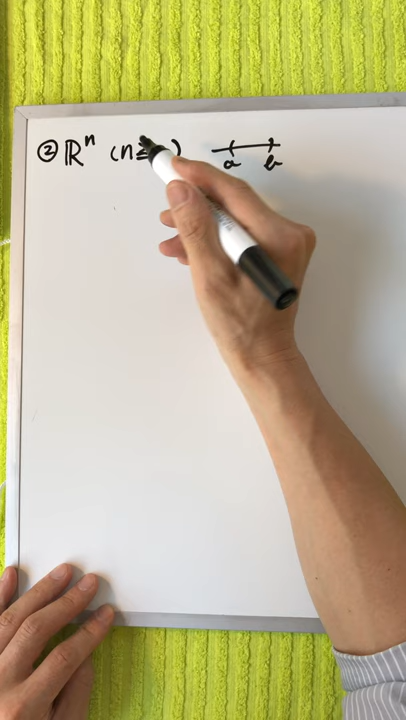 ② ℝⁿ (n≥ )
a b